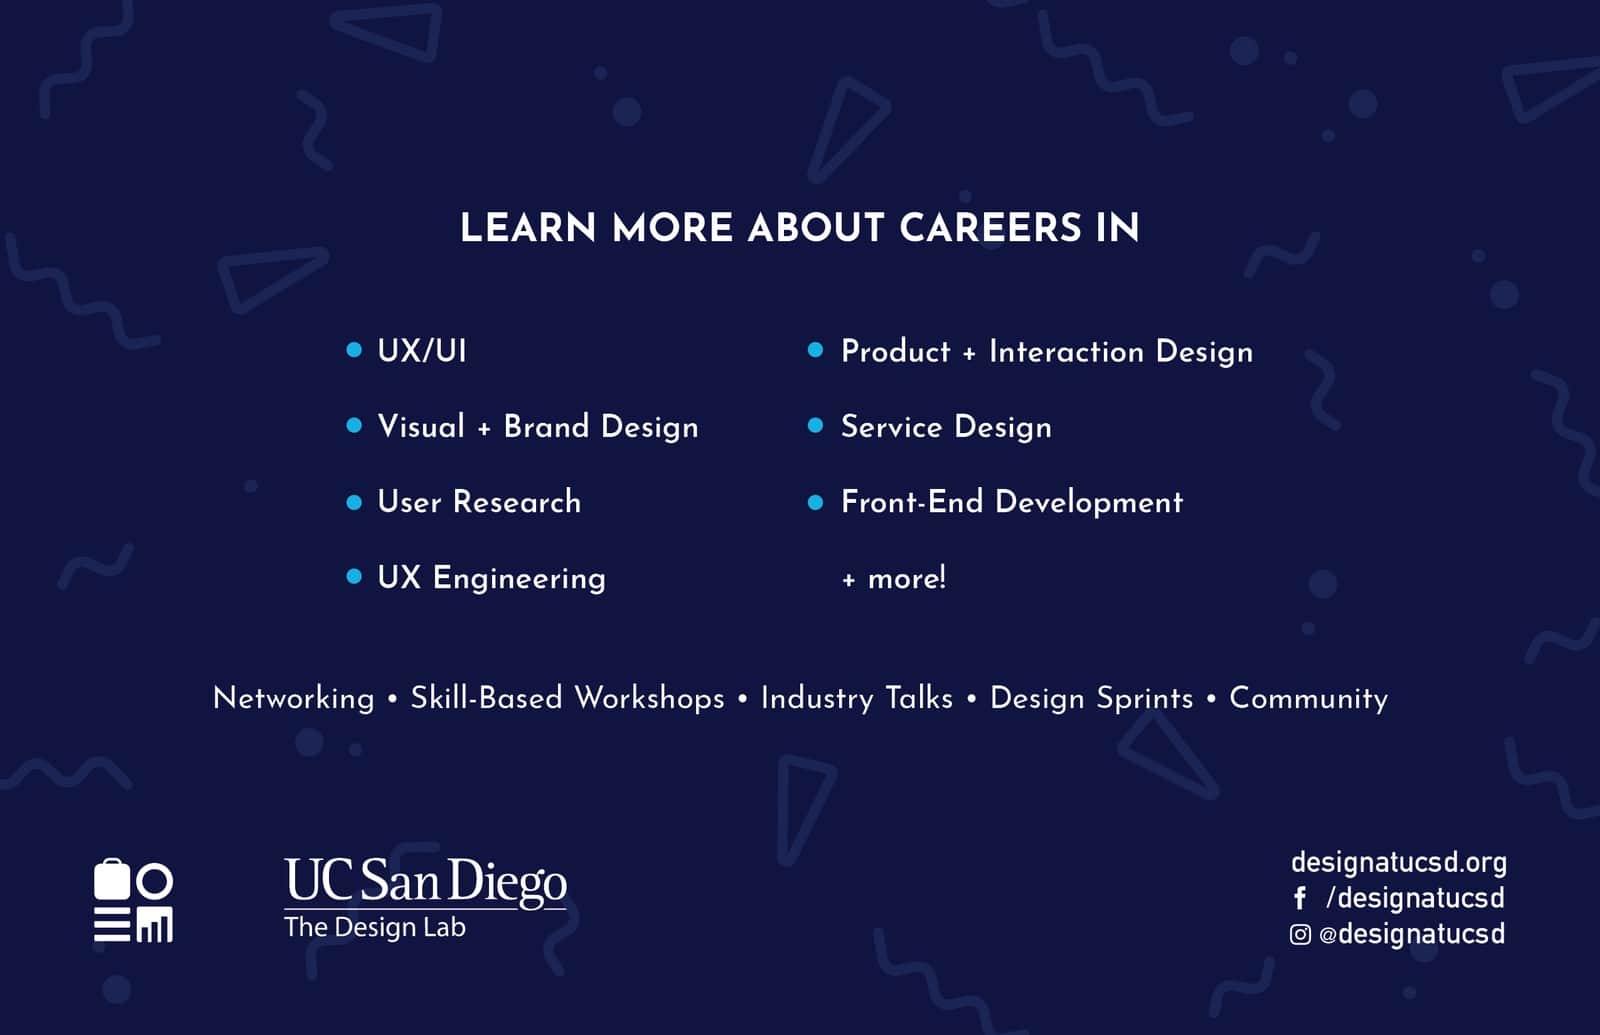 LEARN MORE ABOUT CAREERS IN
UX/UI
Visual + Brand Design
User Research
UX Engineering
Product + Interaction Design
Service Design
Front-End Development
+ more!
Networking • Skill-Based Workshops • Industry Talks • Design Sprints • Community
UC San Diego
The Design Lab
designatucsd.org
/designatucsd
@designatucsd